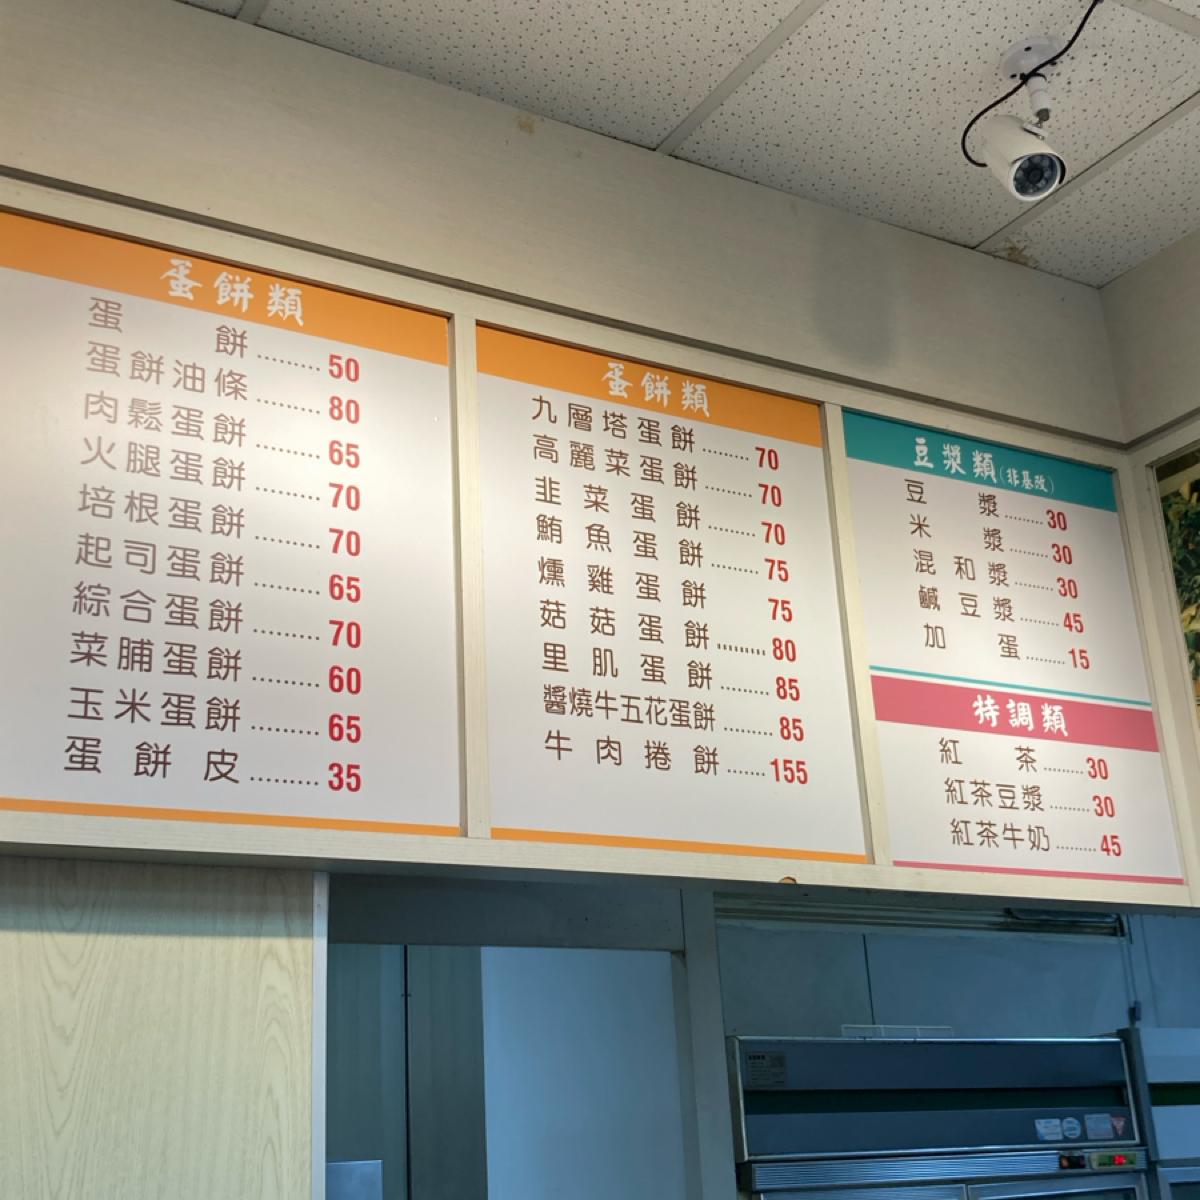 蛋餅類
蛋餅.........50
蛋餅油條.........80
肉鬆蛋餅.........65
火腿蛋餅.........70
培根蛋餅.........70
起司蛋餅.........65
綜合蛋餅.........70
菜脯蛋餅.........60
玉米蛋餅.........65
蛋餅皮.........35
蛋餅類
九層塔蛋餅.........70
高麗菜蛋餅.........70
韭菜蛋餅.........70
鮪魚蛋餅.........75
燻雞蛋餅 75
菇菇蛋餅.........80
里肌蛋餅.........85
醬燒牛五花蛋餅.........85
牛肉捲餅.......155
豆漿類(非基改)
豆漿.........30
米漿.........30
混和漿.........30
鹹豆漿.........45
加蛋.........15
特調類
紅茶.........30
紅茶豆漿.........30
紅茶牛奶.........45